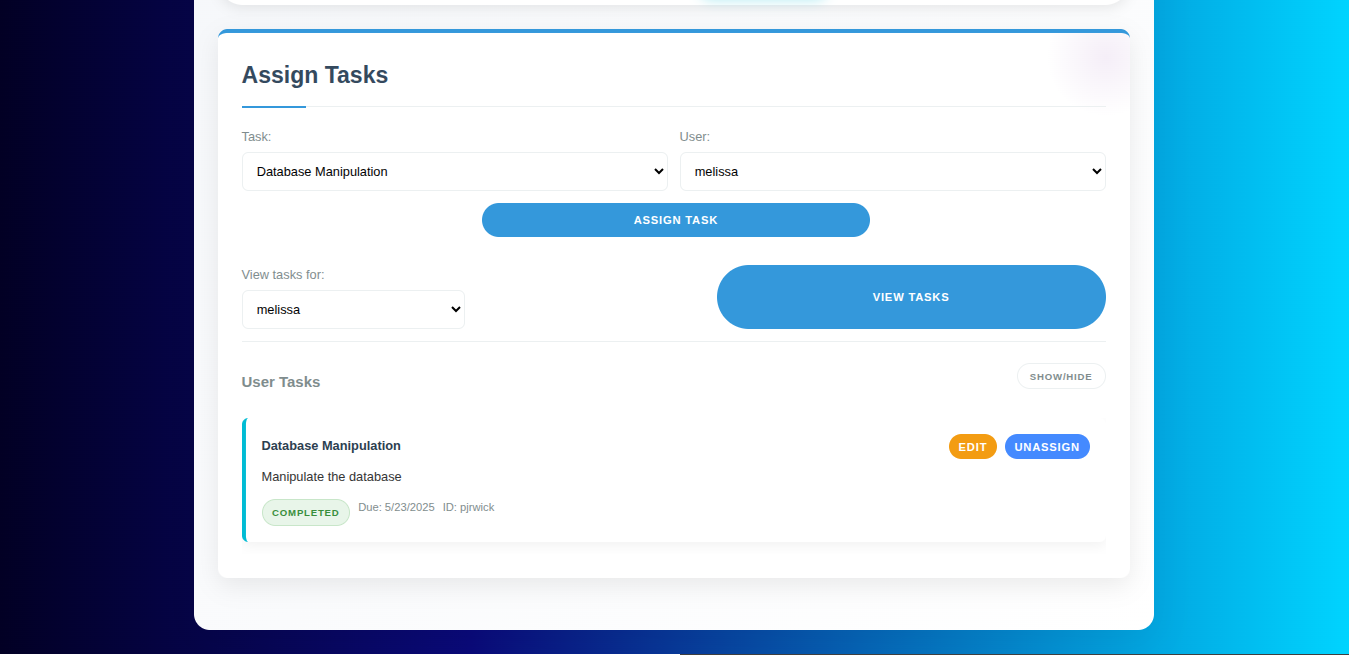 Assign Tasks
Task:
User:
Database Manipulation
melissa
ASSIGN TASK
View tasks for:
melissa
VIEW TASKS
User Tasks
SHOW/HIDE
Database Manipulation
EDIT
UNASSIGN
Manipulate the database
COMPLETED
Due: 5/23/2025
ID: pjrwick